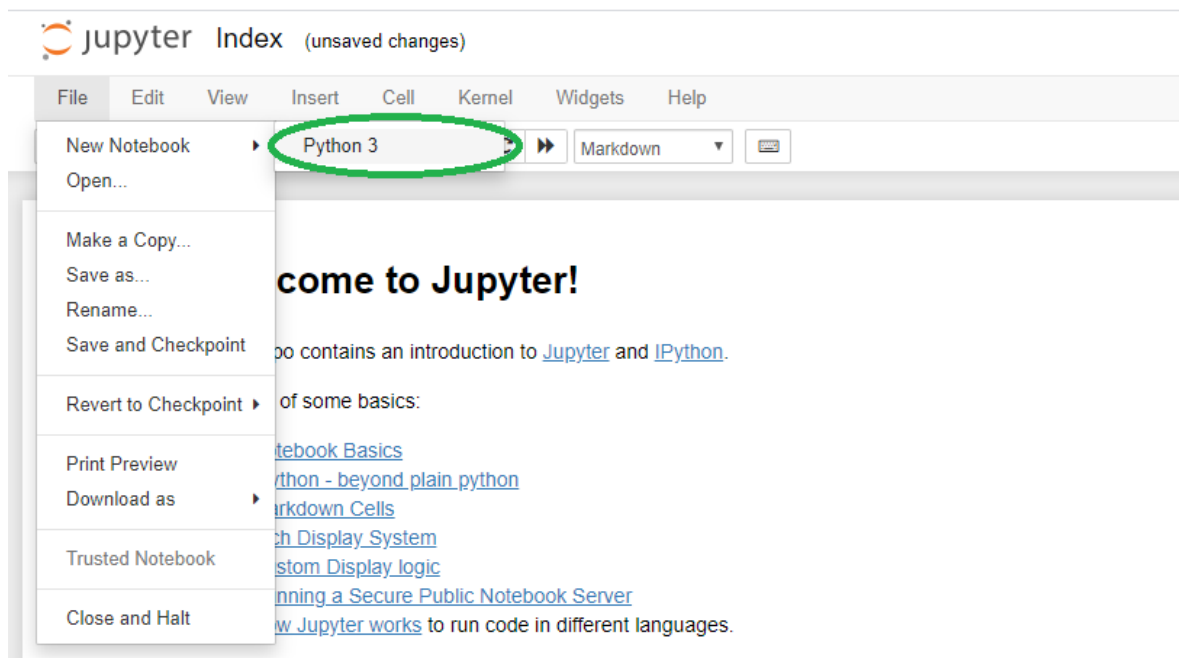 jupyter Index (unsaved changes)
File Edit View Insert Cell Kernel Widgets Help
New Notebook Python 3 Markdown
Open...
Make a Copy...
Save as...
Rename...
Save and Checkpoint
Revert to Checkpoint
Print Preview
Download as
Trusted Notebook
Close and Halt
come to Jupyter!
contains an introduction to Jupyter and IPython.
of some basics:
tebook Basics
ython - beyond plain python
arkdown Cells
ch Display System
stom Display logic
nning a Secure Public Notebook Server
w Jupyter works to run code in different languages.